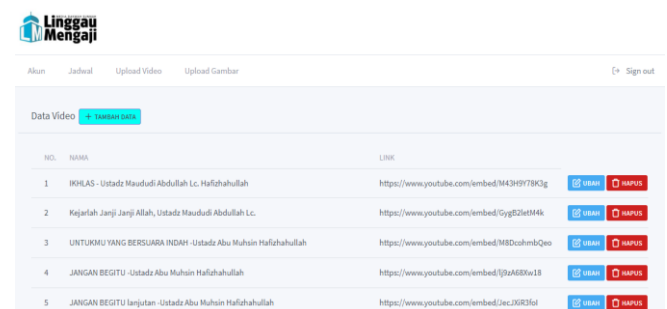 Linggau
Mengaji
Akun Jadwal Upload Video Upload Gambar Sign out
Data Video + TAMBAH DATA
NO. NAMA LINK
1 IKHLAS - Ustadz Maududi Abdullah Lc. Hafizhahullah https://www.youtube.com/embed/M43H9Y78K3g UBAH HAPUS
2 Kejarlah Janji Janji Allah, Ustadz Maududi Abdullah Lc. https://www.youtube.com/embed/GygB2letM4k UBAH HAPUS
3 UNTUKMU YANG BERSUARA INDAH -Ustadz Abu Muhsin Hafizhahullah https://www.youtube.com/embed/M8DcohmbQeo UBAH HAPUS
4 JANGAN BEGITU -Ustadz Abu Muhsin Hafizhahullah https://www.youtube.com/embed/lj9zA68Xw18 UBAH HAPUS
5 JANGAN BEGITU lanjutan -Ustadz Abu Muhsin Hafizhahullah https://www.youtube.com/embed/JecJXiR3fol UBAH HAPUS